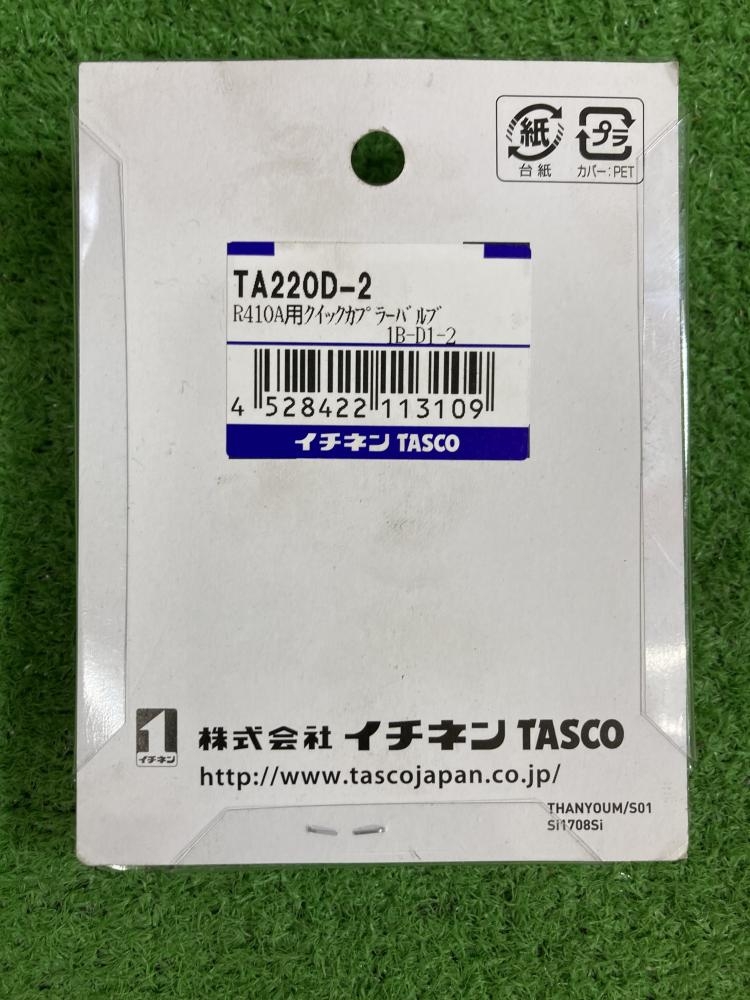 紙 プラ
台紙 カバー:PET
TA220D-2
R410A用ｸｲｯｸｶﾌﾟﾗｰﾊﾞﾙﾌﾞ
1B-D1-2
4 528422 113109
イチネン TASCO
1 イチネン 株式会社 イチネン TASCO
http://www.tascojapan.co.jp/
THANYOUM/S01
Si1708Si